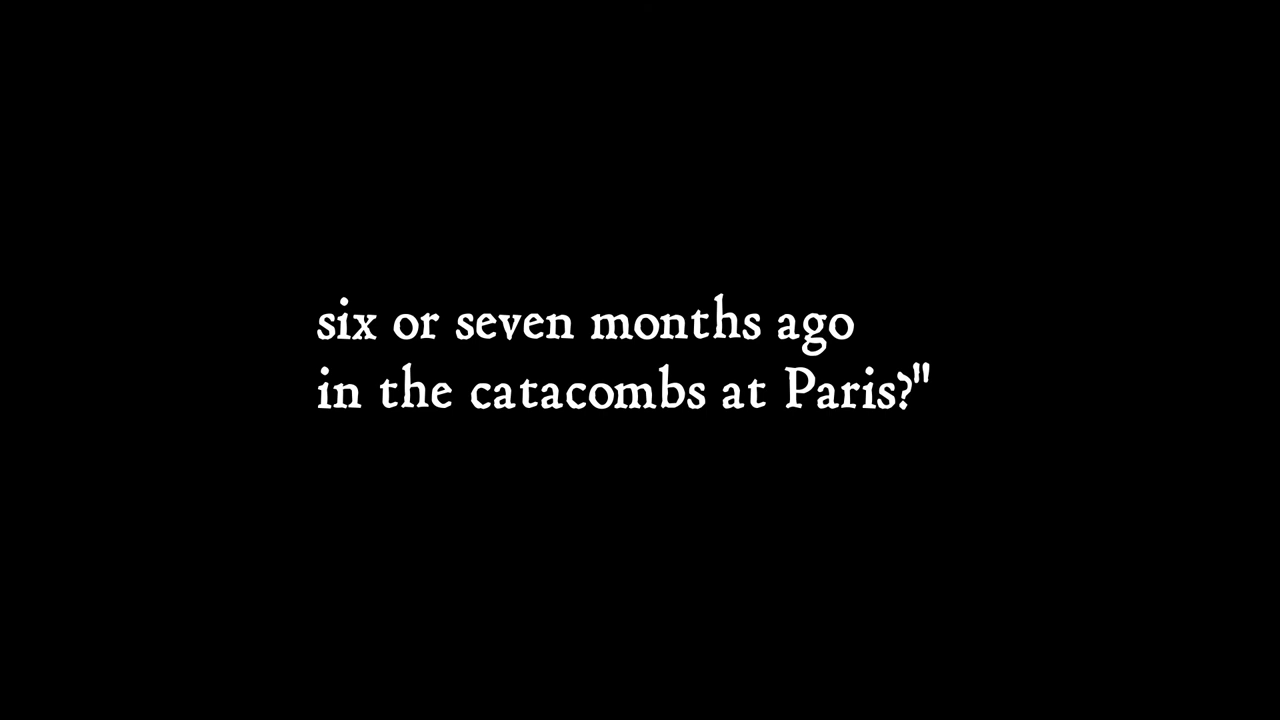 six or seven months ago
in the catacombs at Paris?"